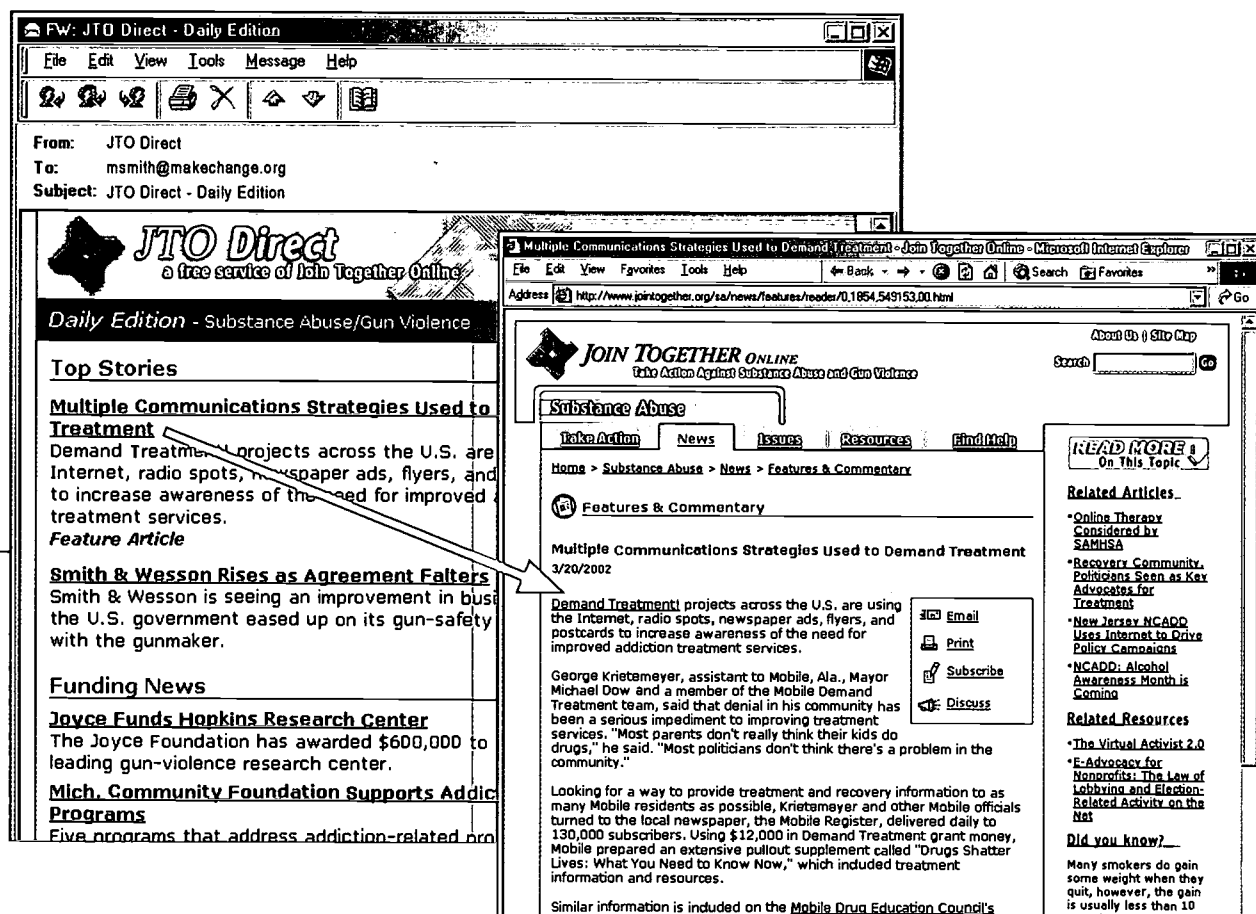 FW: JTO Direct - Daily Edition
File Edit View Tools Message Help
From: JTO Direct
To: msmith@makechange.org
Subject: JTO Direct - Daily Edition
JTO Direct
a free service of Join Together Online
Daily Edition - Substance Abuse/Gun Violence
Top Stories
Multiple Communications Strategies Used to
Treatment
Demand Treatment! projects across the U.S. are
Internet, radio spots, newspaper ads, flyers, and
to increase awareness of the need for improved
treatment services.
Feature Article
Smith & Wesson Rises as Agreement Falters
Smith & Wesson is seeing an improvement in busi
the U.S. government eased up on its gun-safety
with the gunmaker.
Funding News
Joyce Funds Hopkins Research Center
The Joyce Foundation has awarded $600,000 to
leading gun-violence research center.
Mich. Community Foundation Supports Addic
Programs
Five programs that address addiction-related pro
Multiple Communications Strategies Used to Demand Treatment - Join Together Online - Microsoft Internet Explorer
File Edit View Favorites Tools Help Back Search Favorites »
Address http://www.jointogether.org/sa/news/features/reader/0,1854,549153,00.html Go
About Us | Site Map
JOIN TOGETHER ONLINE
Take Action Against Substance Abuse and Gun Violence
Search Go
Substance Abuse
Take Action News Issues Resources Find Help
Home > Substance Abuse > News > Features & Commentary
Features & Commentary
Multiple Communications Strategies Used to Demand Treatment
3/20/2002
Demand Treatment! projects across the U.S. are using
the Internet, radio spots, newspaper ads, flyers, and
postcards to increase awareness of the need for
improved addiction treatment services.
Email
Print
Subscribe
Discuss
George Krietemeyer, assistant to Mobile, Ala., Mayor
Michael Dow and a member of the Mobile Demand
Treatment team, said that denial in his community has
been a serious impediment to improving treatment
services. "Most parents don't really think their kids do
drugs," he said. "Most politicians don't think there's a problem in the
community."
Looking for a way to provide treatment and recovery information to as
many Mobile residents as possible, Krietemeyer and other Mobile officials
turned to the local newspaper, the Mobile Register, delivered daily to
130,000 subscribers. Using $12,000 in Demand Treatment grant money,
Mobile prepared an extensive pullout supplement called "Drugs Shatter
Lives: What You Need to Know Now," which included treatment
information and resources.
Similar information is included on the Mobile Drug Education Council's
READ MORE
On This Topic
Related Articles
•Online Therapy
Considered by
SAMHSA
•Recovery Community,
Politicians Seen as Key
Advocates for
Treatment
•New Jersey NCADD
Uses Internet to Drive
Policy Campaigns
•NCADD: Alcohol
Awareness Month is
Coming
Related Resources
•The Virtual Activist 2.0
•E-Advocacy for
Nonprofits: The Law of
Lobbying and Election-
Related Activity on the
Net
Did you know?
Many smokers do gain
some weight when they
quit, however, the gain
is usually less than 10